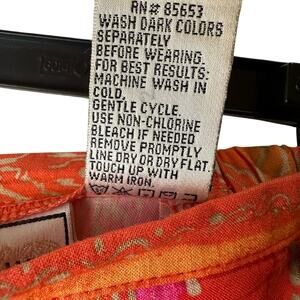 RN# 85653
WASH DARK COLORS
SEPARATELY
BEFORE WEARING.
FOR BEST RESULTS:
MACHINE WASH IN
COLD,
GENTLE CYCLE.
USE NON-CHLORINE
BLEACH IF NEEDED
REMOVE PROMPTLY
LINE DRY OR DRY FLAT.
TOUCH UP WITH
WARM IRON.